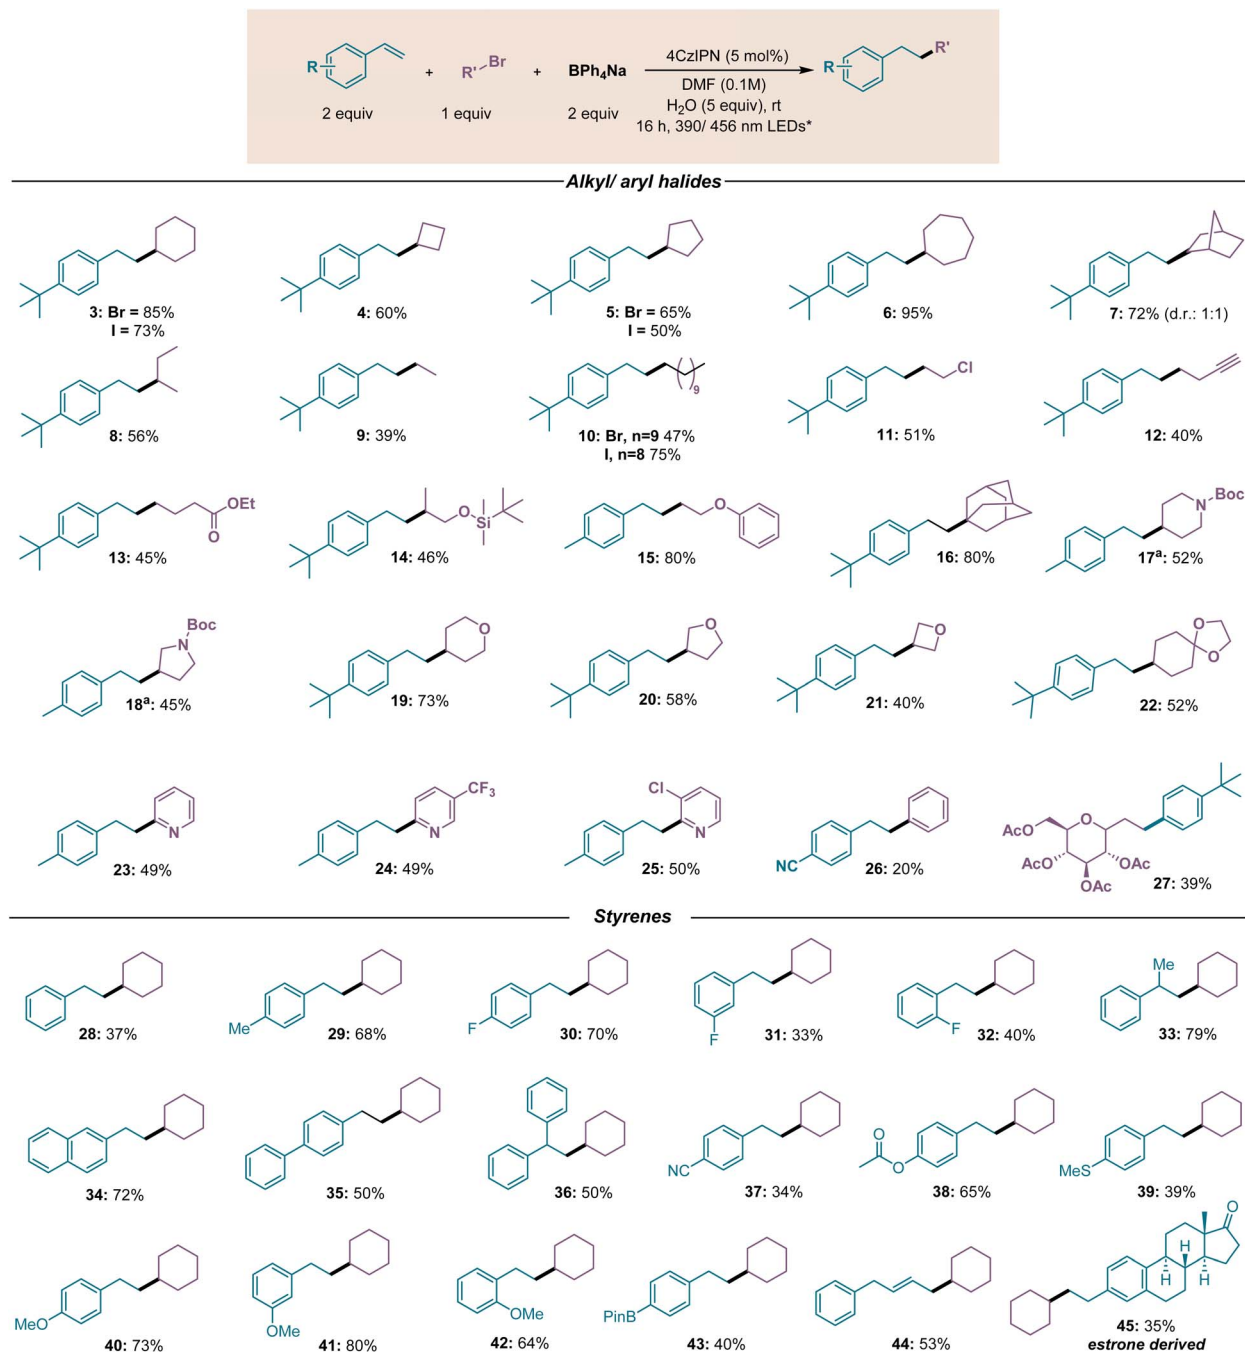 R
+
R'
Br
+
BPh₄Na
4CzIPN (5 mol%)
DMF (0.1M)
H₂O (5 equiv), rt
16 h, 390/ 456 nm LEDs*
R
R'
2 equiv
1 equiv
2 equiv
Alkyl/ aryl halides
3: Br = 85%
I = 73%
4: 60%
5: Br = 65%
I = 50%
6: 95%
7: 72% (d.r.: 1:1)
8: 56%
9: 39%
9
10: Br, n=9 47%
I, n=8 75%
Cl
11: 51%
12: 40%
OEt
O
13: 45%
O
Si
14: 46%
O
15: 80%
16: 80%
N
Boc
17ª: 52%
Boc
N
18ª: 45%
O
19: 73%
O
20: 58%
O
21: 40%
O
O
22: 52%
N
23: 49%
CF₃
N
24: 49%
Cl
N
25: 50%
NC
26: 20%
AcO
O
AcO
OAc
OAc
27: 39%
Styrenes
28: 37%
Me
29: 68%
F
30: 70%
F
31: 33%
F
32: 40%
Me
33: 79%
34: 72%
35: 50%
36: 50%
NC
37: 34%
O
O
38: 65%
MeS
39: 39%
MeO
40: 73%
OMe
41: 80%
OMe
42: 64%
PinB
43: 40%
44: 53%
O
H
H
H
45: 35%
estrone derived